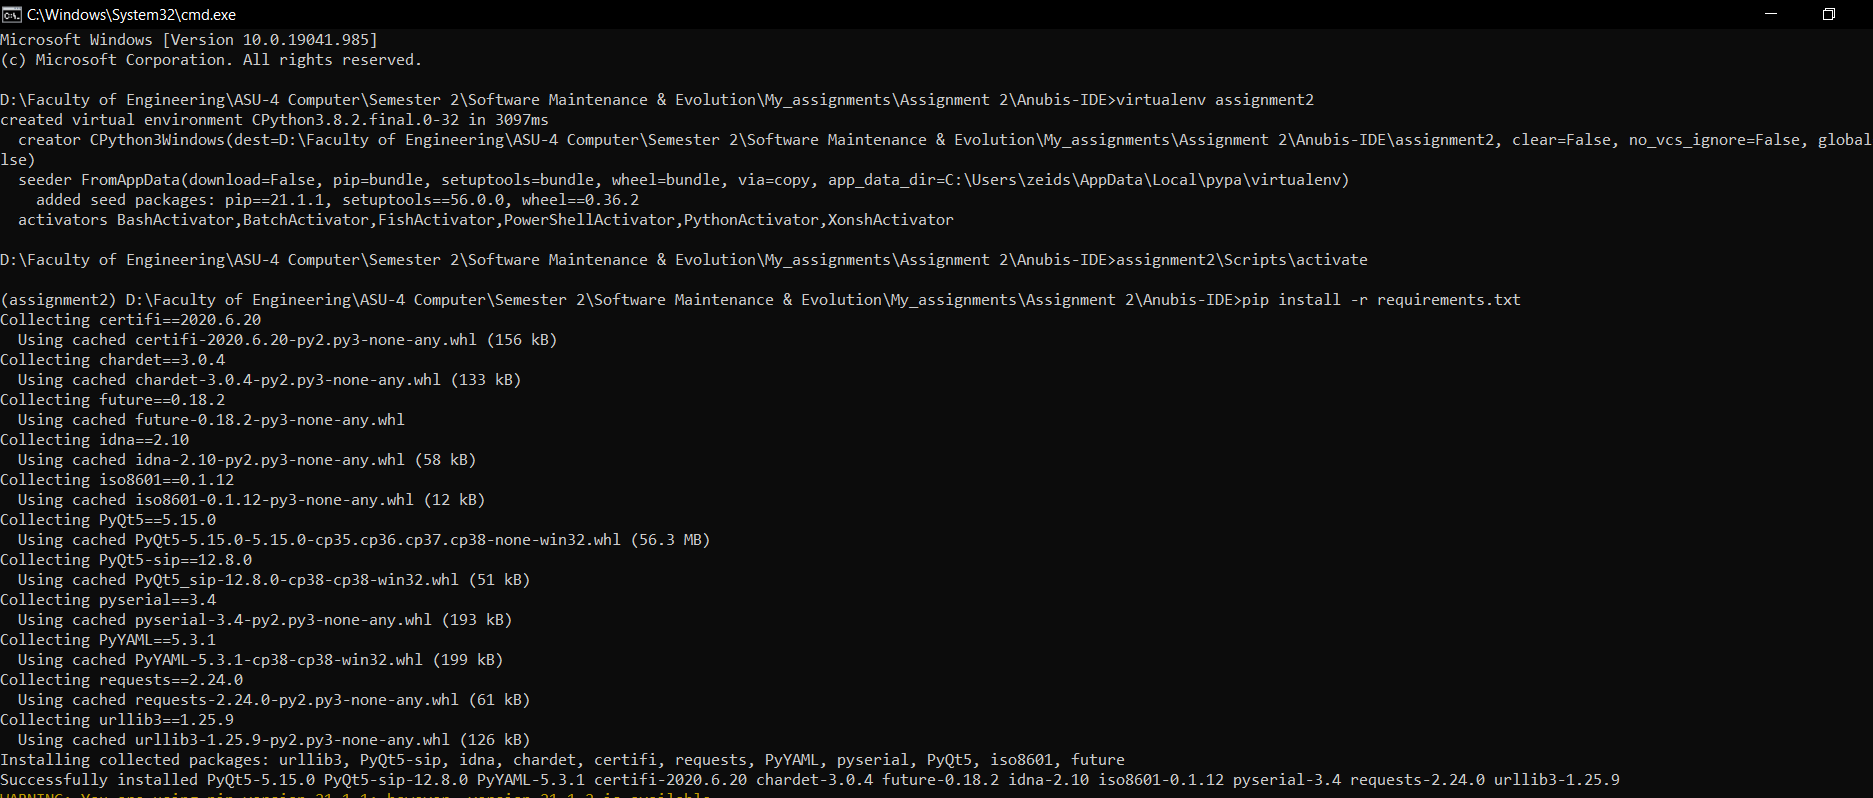 C:\Windows\System32\cmd.exe
Microsoft Windows [Version 10.0.19041.985]
(c) Microsoft Corporation. All rights reserved.
D:\Faculty of Engineering\ASU-4 Computer\Semester 2\Software Maintenance & Evolution\My_assignments\Assignment 2\Anubis-IDE>virtualenv assignment2
created virtual environment CPython3.8.2.final.0-32 in 3097ms
  creator CPython3Windows(dest=D:\Faculty of Engineering\ASU-4 Computer\Semester 2\Software Maintenance & Evolution\My_assignments\Assignment 2\Anubis-IDE\assignment2, clear=False, no_vcs_ignore=False, global
lse)
  seeder FromAppData(download=False, pip=bundle, setuptools=bundle, wheel=bundle, via=copy, app_data_dir=C:\Users\zeids\AppData\Local\pypa\virtualenv)
    added seed packages: pip==21.1.1, setuptools==56.0.0, wheel==0.36.2
  activators BashActivator,BatchActivator,FishActivator,PowerShellActivator,PythonActivator,XonshActivator
D:\Faculty of Engineering\ASU-4 Computer\Semester 2\Software Maintenance & Evolution\My_assignments\Assignment 2\Anubis-IDE>assignment2\Scripts\activate
(assignment2) D:\Faculty of Engineering\ASU-4 Computer\Semester 2\Software Maintenance & Evolution\My_assignments\Assignment 2\Anubis-IDE>pip install -r requirements.txt
Collecting certifi==2020.6.20
  Using cached certifi-2020.6.20-py2.py3-none-any.whl (156 kB)
Collecting chardet==3.0.4
  Using cached chardet-3.0.4-py2.py3-none-any.whl (133 kB)
Collecting future==0.18.2
  Using cached future-0.18.2-py3-none-any.whl
Collecting idna==2.10
  Using cached idna-2.10-py2.py3-none-any.whl (58 kB)
Collecting iso8601==0.1.12
  Using cached iso8601-0.1.12-py3-none-any.whl (12 kB)
Collecting PyQt5==5.15.0
  Using cached PyQt5-5.15.0-5.15.0-cp35.cp36.cp37.cp38-none-win32.whl (56.3 MB)
Collecting PyQt5-sip==12.8.0
  Using cached PyQt5_sip-12.8.0-cp38-cp38-win32.whl (51 kB)
Collecting pyserial==3.4
  Using cached pyserial-3.4-py2.py3-none-any.whl (193 kB)
Collecting PyYAML==5.3.1
  Using cached PyYAML-5.3.1-cp38-cp38-win32.whl (199 kB)
Collecting requests==2.24.0
  Using cached requests-2.24.0-py2.py3-none-any.whl (61 kB)
Collecting urllib3==1.25.9
  Using cached urllib3-1.25.9-py2.py3-none-any.whl (126 kB)
Installing collected packages: urllib3, PyQt5-sip, idna, chardet, certifi, requests, PyYAML, pyserial, PyQt5, iso8601, future
Successfully installed PyQt5-5.15.0 PyQt5-sip-12.8.0 PyYAML-5.3.1 certifi-2020.6.20 chardet-3.0.4 future-0.18.2 idna-2.10 iso8601-0.1.12 pyserial-3.4 requests-2.24.0 urllib3-1.25.9
WARNING: You are using pip version 21.1.1; however, version 21.1.2 is available.